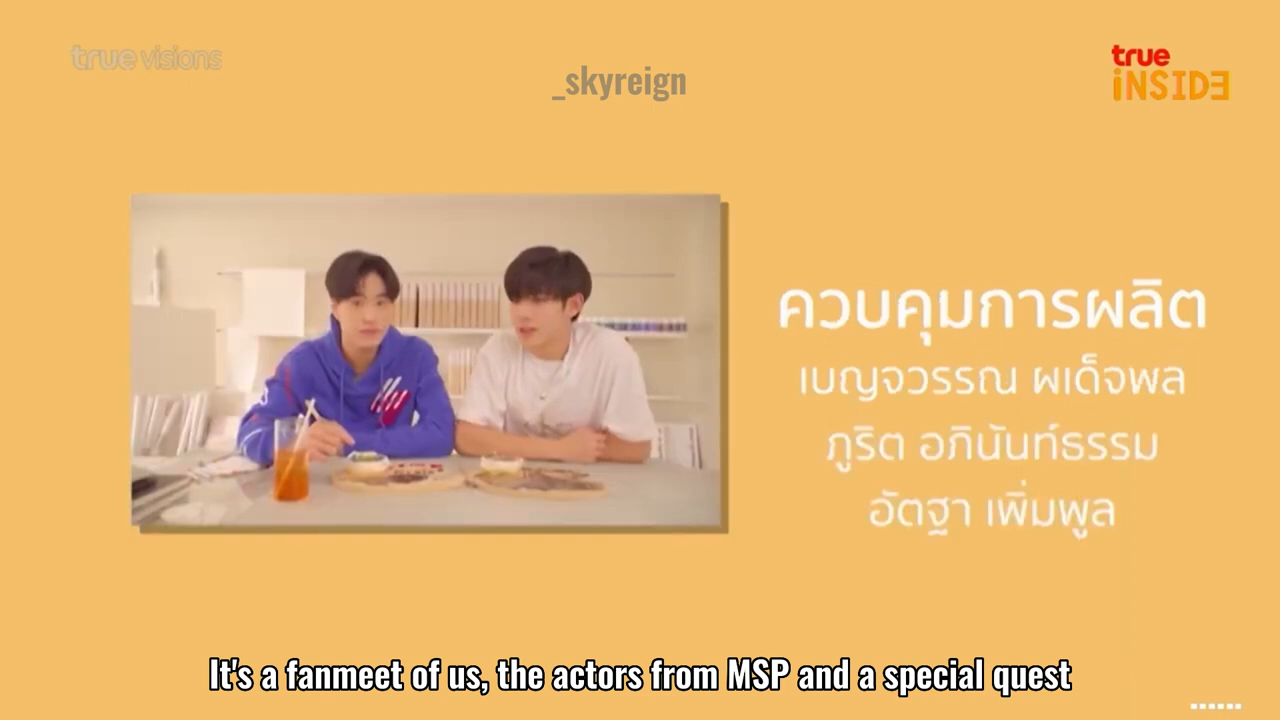 true visions
_skyreign
true
iNSIDE
ควบคุมการผลิต
เบญจวรรณ ผเด็จพล
ภูริต อภินันท์ธรรม
อัตฐา เพิ่มพูล
It's a fanmeet of us, the actors from MSP and a special quest